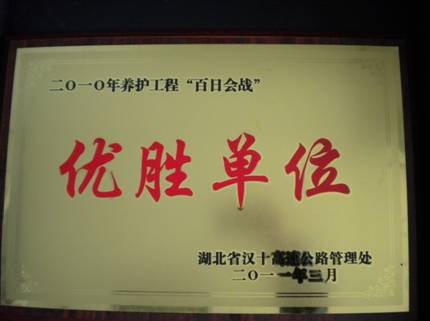 二〇一〇年养护工程“百日会战”
优胜单位
湖北省汉十高速公路管理处
二〇一一年三月